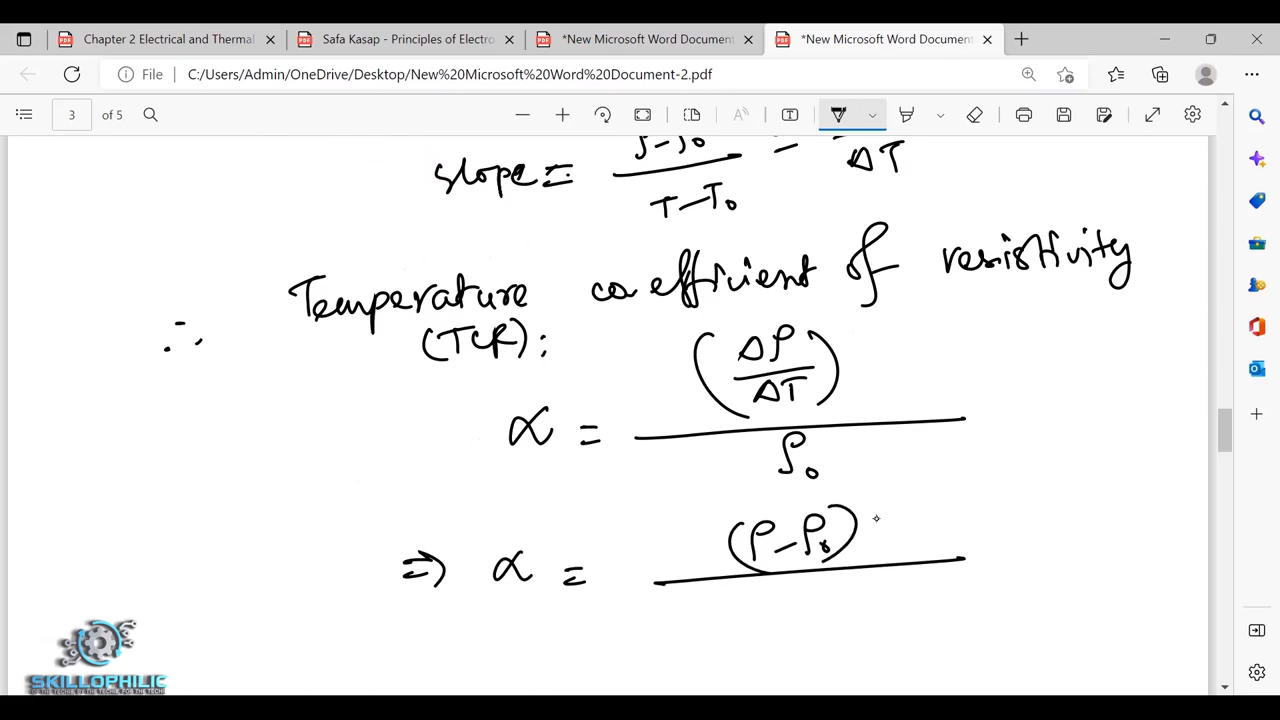 Chapter 2 Electrical and Thermal
Safa Kasap - Principles of Electro
*New Microsoft Word Document
*New Microsoft Word Document
File
C:/Users/Admin/OneDrive/Desktop/New%20Microsoft%20Word%20Document-2.pdf
3 of 5
slope = ρ-ρ0 / T-T0 = ΔT
∴ Temperature coefficient of resistivity
(TCR):
α = (Δρ/ΔT) / ρ0
⇒ α = (ρ-ρ0)
SKILLOPHILIC